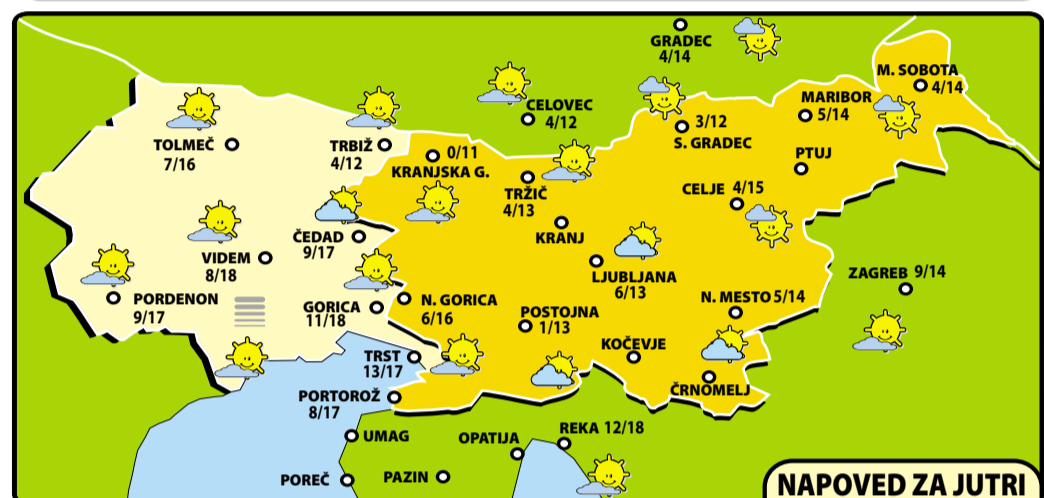 GRADEC
4/14
M. SOBOTA
4/14
CELOVEC
4/12
MARIBOR
5/14
3/12
S. GRADEC
TOLMEČ
7/16
TRBIŽ
4/12
0/11
KRANJSKA G.
PTUJ
TRŽIČ
4/13
CELJE 4/15
ČEDAD
9/17
KRANJ
VIDEM
8/18
LJUBLJANA
6/13
ZAGREB 9/14
PORDENON
9/17
GORICA
11/18
N. GORICA
6/16
POSTOJNA
1/13
N. MESTO 5/14
KOČEVJE
TRST
13/17
ČRNOMELJ
PORTOROŽ
8/17
UMAG
OPATIJA
REKA 12/18
POREČ
PAZIN
NAPOVED ZA JUTRI